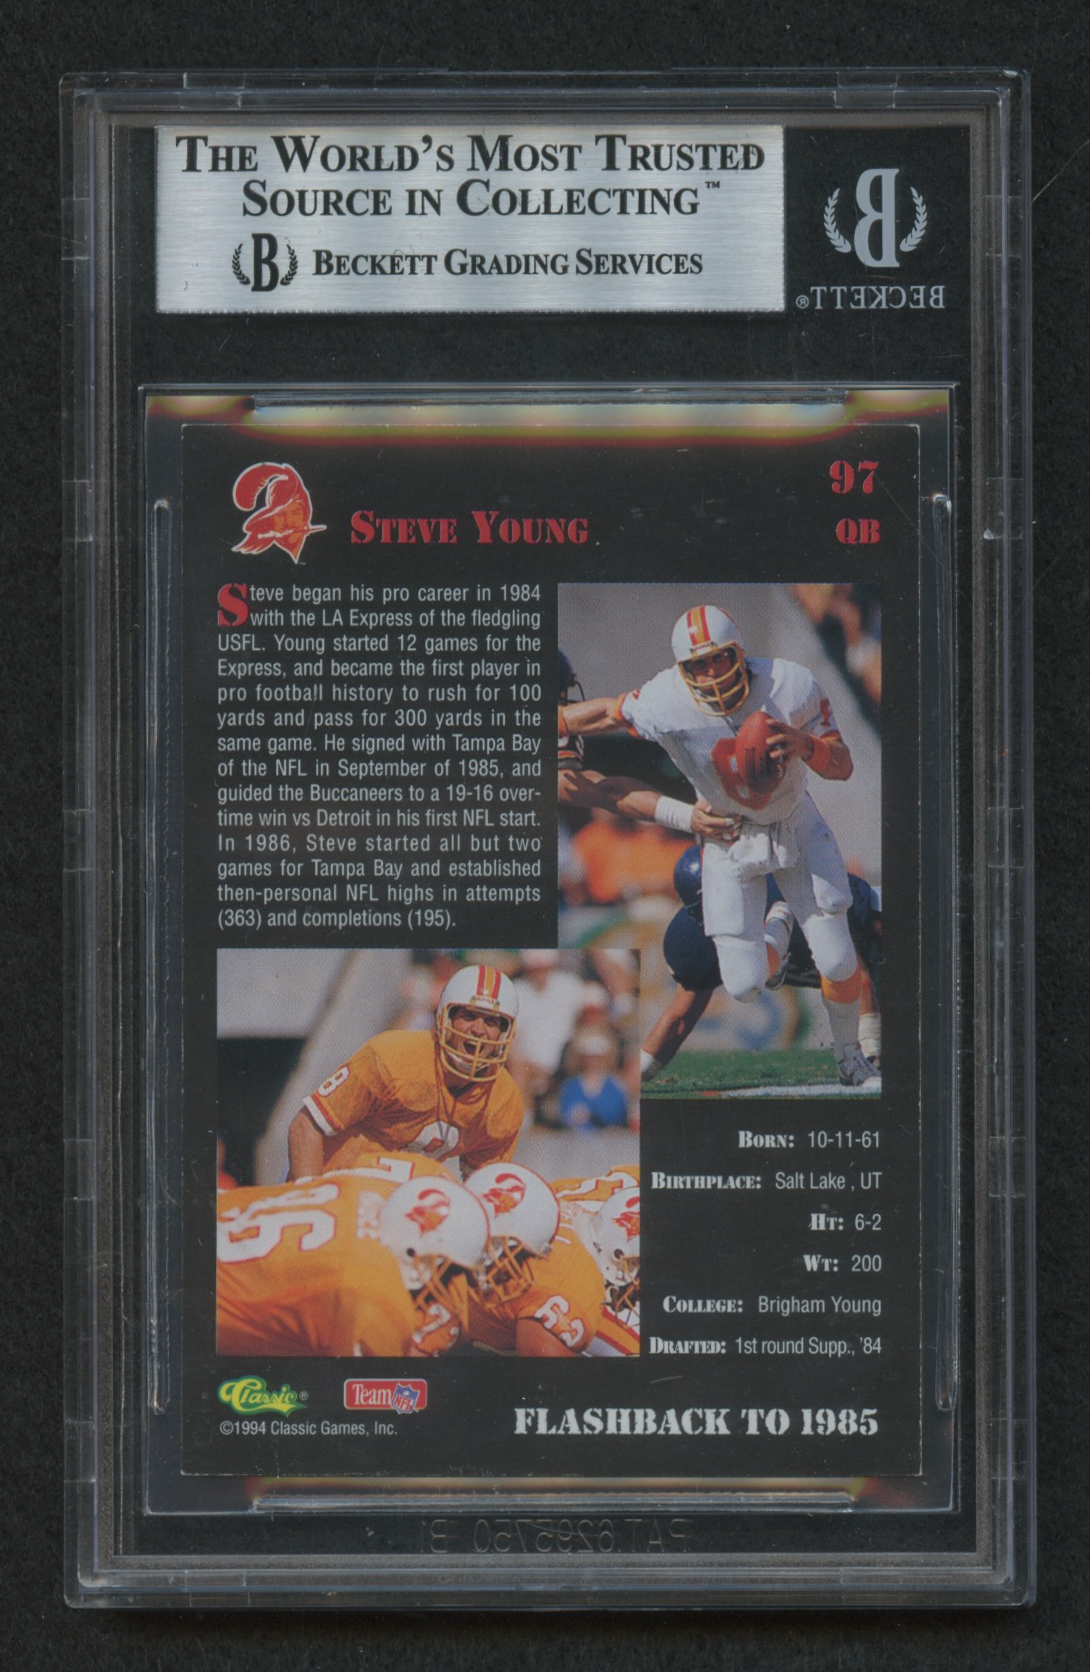 THE WORLD'S MOST TRUSTED
SOURCE IN COLLECTING™
B BECKETT GRADING SERVICES
B
BECKETT®
97
STEVE YOUNG
QB
Steve began his pro career in 1984
with the LA Express of the fledgling
USFL. Young started 12 games for the
Express, and became the first player in
pro football history to rush for 100
yards and pass for 300 yards in the
same game. He signed with Tampa Bay
of the NFL in September of 1985, and
guided the Buccaneers to a 19-16 over-
time win vs Detroit in his first NFL start.
In 1986, Steve started all but two
games for Tampa Bay and established
then-personal NFL highs in attempts
(363) and completions (195).
8
8
62
BORN: 10-11-61
BIRTHPLACE: Salt Lake , UT
HT: 6-2
WT: 200
COLLEGE: Brigham Young
DRAFTED: 1st round Supp., '84
Classic®
Team NFL
©1994 Classic Games, Inc.
FLASHBACK TO 1985
PAT.6295750 B1